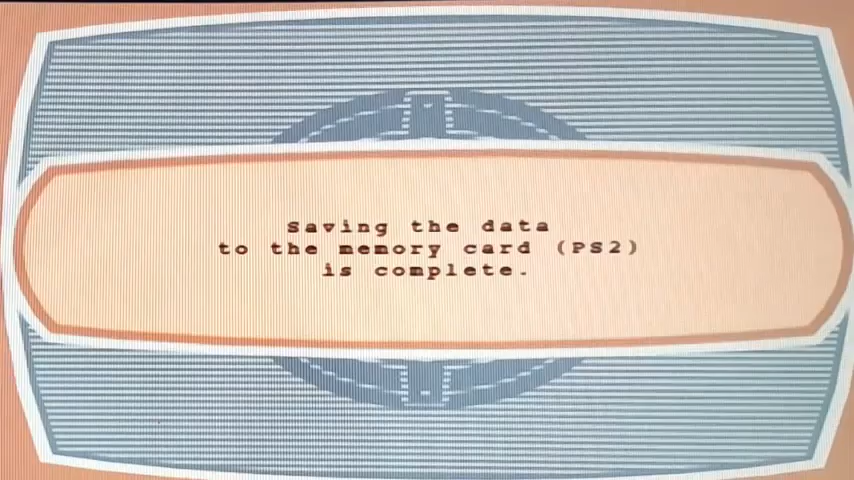 Saving the data
to the memory card (PS2)
is complete.